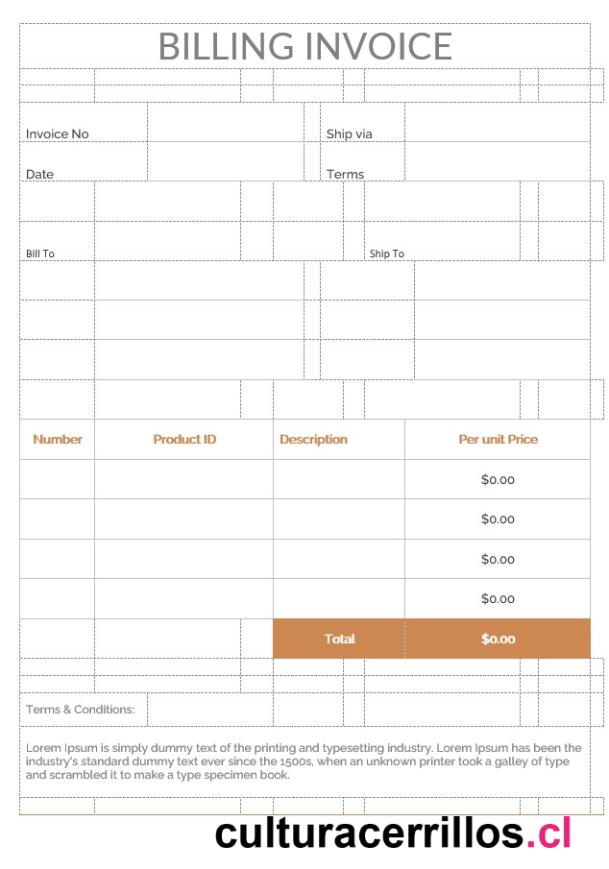 BILLING INVOICE
Invoice No
Ship via
Date
Terms
Bill To
Ship To
Number Product ID Description Per unit Price
$0.00
$0.00
$0.00
$0.00
Total $0.00
Terms & Conditions:
Lorem Ipsum is simply dummy text of the printing and typesetting industry. Lorem Ipsum has been the
industry's standard dummy text ever since the 1500s, when an unknown printer took a galley of type
and scrambled it to make a type specimen book.
culturacerrillos.cl